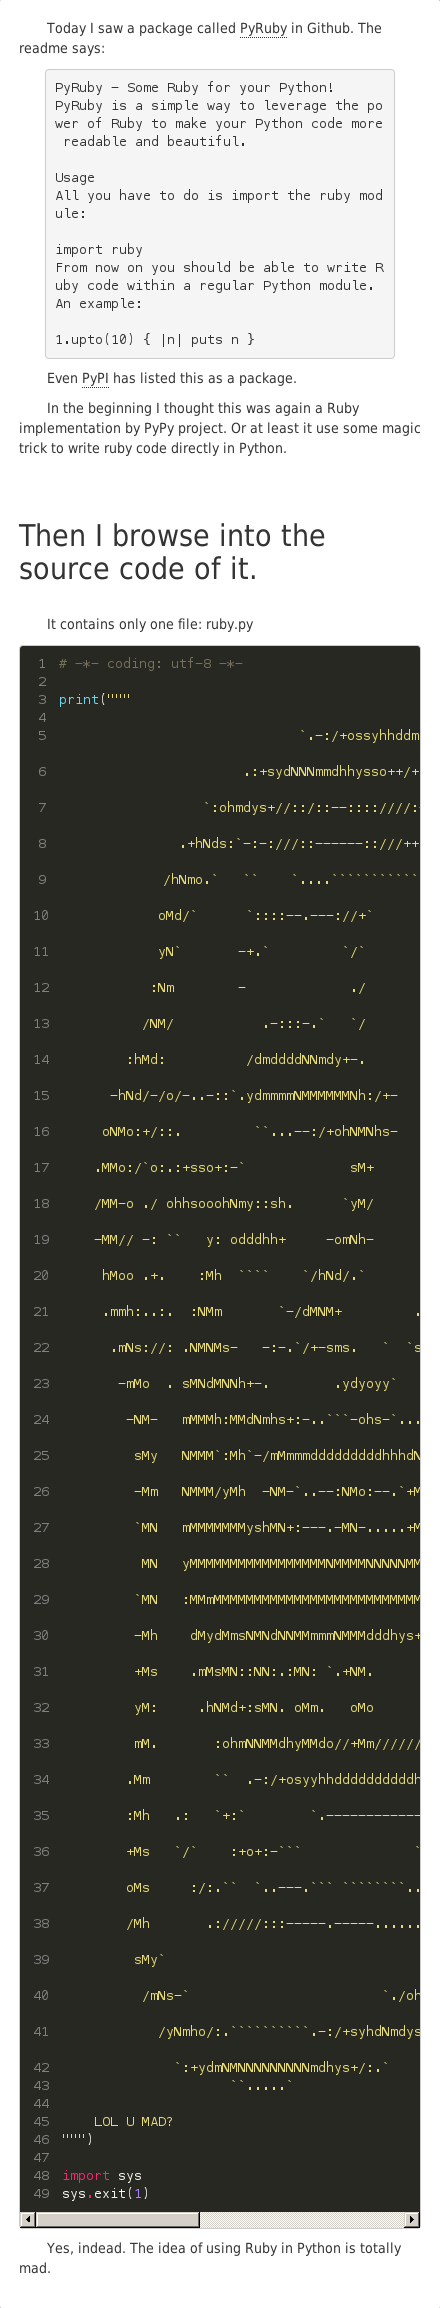 Today I saw a package called PyRuby in Github. The
readme says:
PyRuby - Some Ruby for your Python!
PyRuby is a simple way to leverage the po
wer of Ruby to make your Python code more
 readable and beautiful.
Usage
All you have to do is import the ruby mod
ule:
import ruby
From now on you should be able to write R
uby code within a regular Python module.
An example:
1.upto(10) { |n| puts n }
Even PyPI has listed this as a package.
In the beginning I thought this was again a Ruby
implementation by PyPy project. Or at least it use some magic
trick to write ruby code directly in Python.
Then I browse into the
source code of it.
It contains only one file: ruby.py
1 # -*- coding: utf-8 -*-
2
3 print("""
4
5 `.-:/+ossyhhddm
6 .:+sydNNNmmdhhysso++/+
7 `:ohmdys+//::/::--:::://///:
8 .+hNds:`-:-:///::------::///++
9 /hNmo.` `` `....```````````
10 oMd/` `::::--.---://+`
11 yN` -+.` `/`
12 :Nm - ./
13 /NM/ .-:::-.` `/
14 :hMd: /dmddddNNmdy+-.
15 -hNd/-/o/-..-::`.ydmmmmNMMMMMMNh:/+-
16 oNMo:+/::. ``...--:/+ohNMNhs-
17 .MMo:/`o:.:+sso+:-` sM+
18 /MM-o ./ ohhsooohNmy::sh. `yM/
19 -MM// -: `` y: odddhh+ -omNh-
20 hMoo .+. :Mh ```` `/hNd/.`
21 .mmh:..:. :NMm `-/dMNM+ .
22 .mNs://: .NMNMs- -:-.`/+-sms. ` `s
23 -mMo . sMNdMNNh+-. .ydyoyy`
24 -NM- mMMMh:MMdNmhs+:-..```-ohs-`...
25 sMy NMMM`:Mh`-/mMmmmdddddddddhhhdN
26 -Mm NMMM/yMh -NM-`..--:NMo:--.`+M
27 `MN mMMMMMMMyshMN+:---.-MN-.....+M
28 MN yMMMMMMMMMMMMMMMMMNMMMMNNNNNMM
29 `MN :MMmMMMMMMMMMMMMMMMMMMMMMMMMMM
30 -Mh dMydMmsNMNdNNMMmmmNMMMdddhys+
31 +Ms .mMsMN::NN:.:MN: `.+NM.
32 yM: .hNMd+:sMN. oMm. oMo
33 mM. :ohmNNMMdhyMMdo//+Mm//////
34 .Mm `` .-:/+osyyhhddddddddddh
35 :Mh .: `+:` `.------------
36 +Ms `/` :+o+:-``` `
37 oMs :/:.`` `..---.``` ````````..
38 /Mh .://///:::-----.-----......
39 sMy`
40 /mNs-` `./oh
41 /yNmho/:.``````````.-:/+syhdNmdys
42 `:+ydmNMNNNNNNNNNmdhys+/:.`
43 ``.....`
44
45 LOL U MAD?
46 """)
47
48 import sys
49 sys.exit(1)
Yes, indead. The idea of using Ruby in Python is totally
mad.